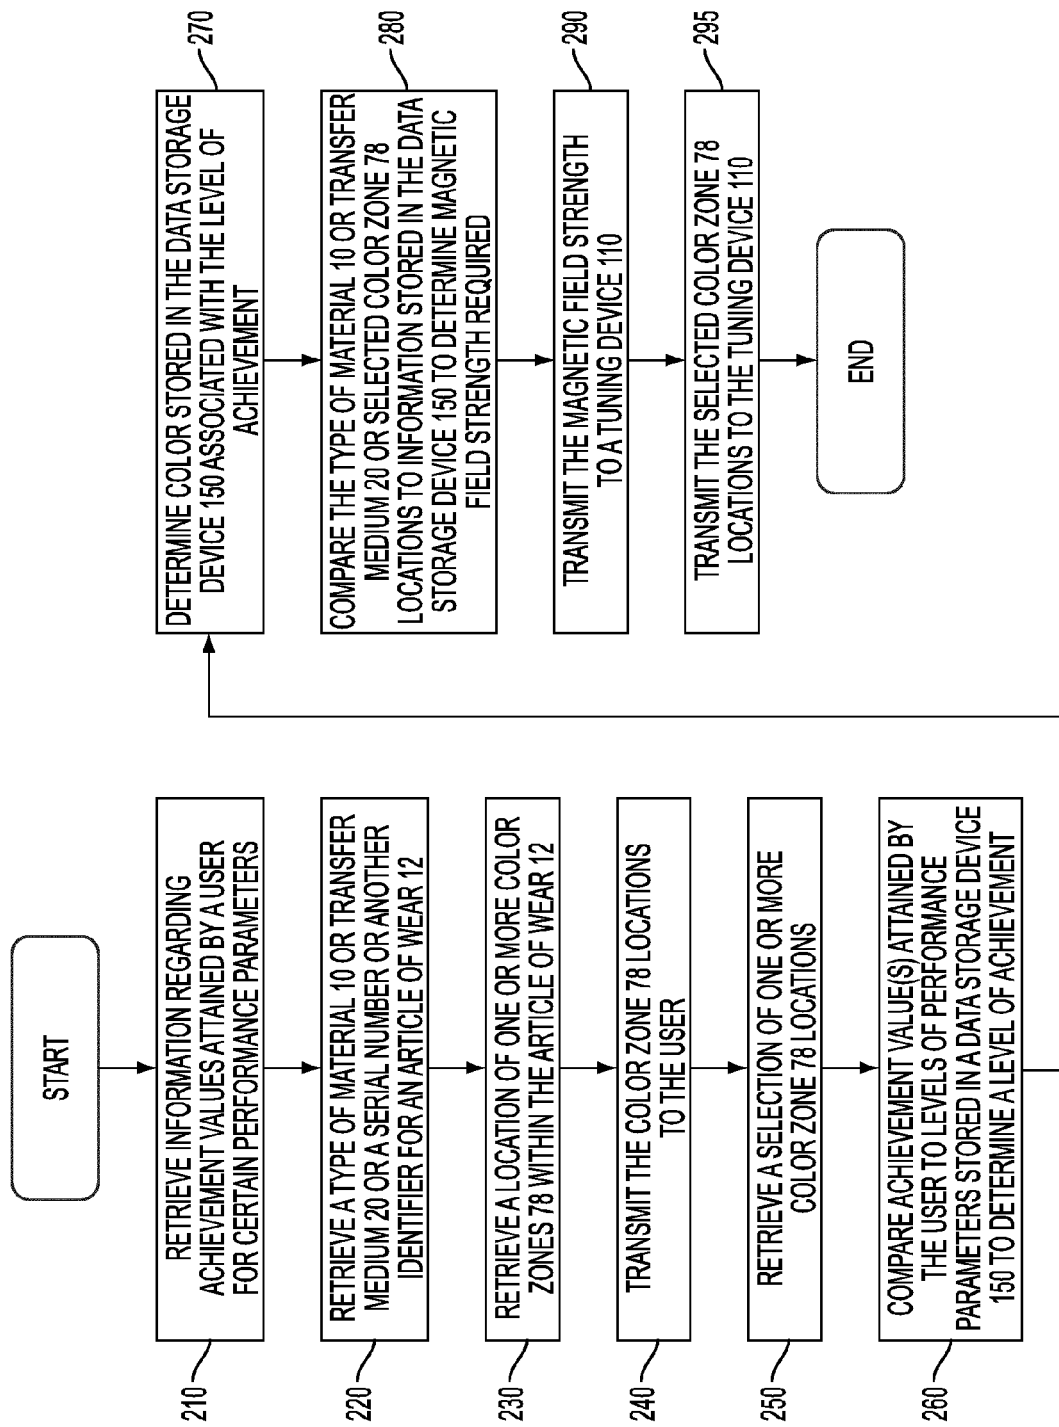 START
210
RETRIEVE INFORMATION REGARDING
ACHIEVEMENT VALUES ATTAINED BY A USER
FOR CERTAIN PERFORMANCE PARAMETERS
220
RETRIEVE A TYPE OF MATERIAL 10 OR TRANSFER
MEDIUM 20 OR A SERIAL NUMBER OR ANOTHER
IDENTIFIER FOR AN ARTICLE OF WEAR 12
230
RETRIEVE A LOCATION OF ONE OR MORE COLOR
ZONES 78 WITHIN THE ARTICLE OF WEAR 12
240
TRANSMIT THE COLOR ZONE 78 LOCATIONS
TO THE USER
250
RETRIEVE A SELECTION OF ONE OR MORE
COLOR ZONE 78 LOCATIONS
260
COMPARE ACHIEVEMENT VALUE(S) ATTAINED BY
THE USER TO LEVELS OF PERFORMANCE
PARAMETERS STORED IN A DATA STORAGE DEVICE
150 TO DETERMINE A LEVEL OF ACHIEVEMENT
270
DETERMINE COLOR STORED IN THE DATA STORAGE
DEVICE 150 ASSOCIATED WITH THE LEVEL OF
ACHIEVEMENT
280
COMPARE THE TYPE OF MATERIAL 10 OR TRANSFER
MEDIUM 20 OR SELECTED COLOR ZONE 78
LOCATIONS TO INFORMATION STORED IN THE DATA
STORAGE DEVICE 150 TO DETERMINE MAGNETIC
FIELD STRENGTH REQUIRED
290
TRANSMIT THE MAGNETIC FIELD STRENGTH
TO A TUNING DEVICE 110
295
TRANSMIT THE SELECTED COLOR ZONE 78
LOCATIONS TO THE TUNING DEVICE 110
END